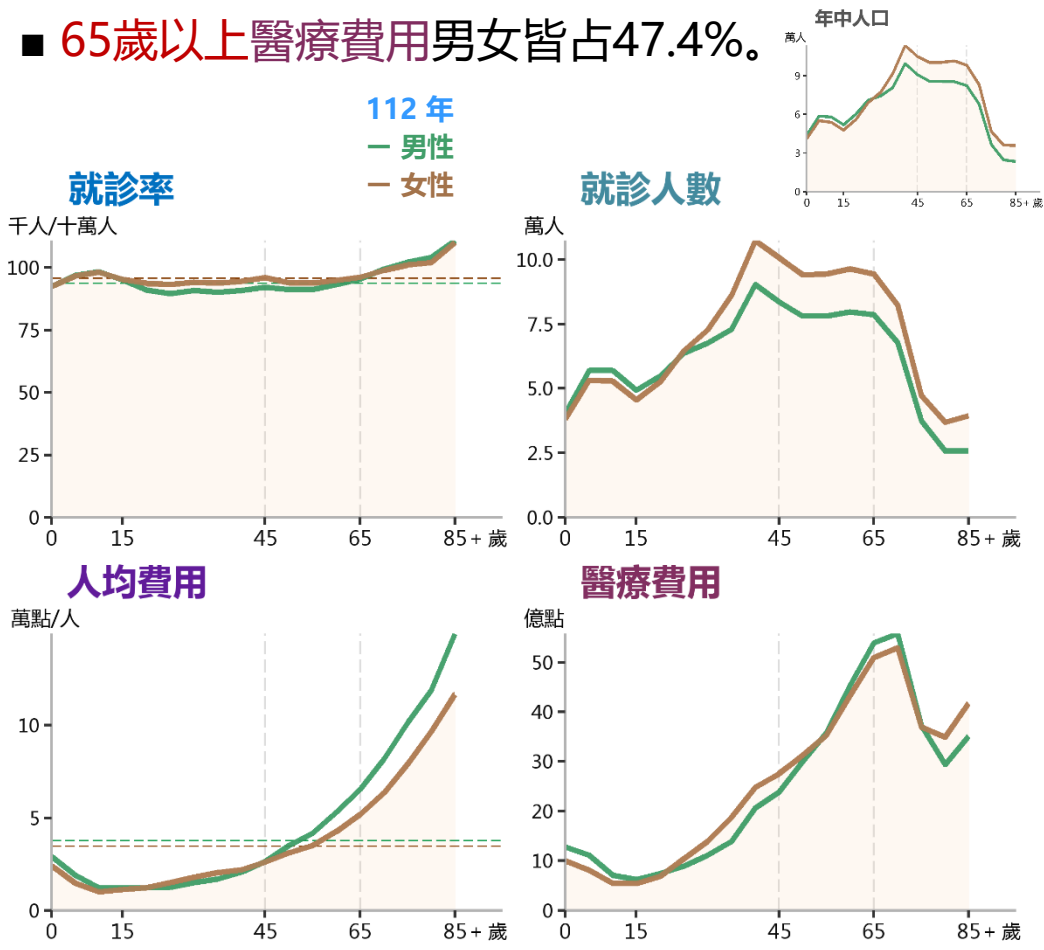 ■ 65歲以上醫療費用男女皆占47.4%。
年中人口
萬人
9
6
3
0
0 15 45 65 85+ 歲
112 年
男性
女性
就診率
千人/十萬人
100
75
50
25
0
0 15 45 65 85+ 歲
就診人數
萬人
10.0
7.5
5.0
2.5
0.0
0 15 45 65 85+ 歲
人均費用
萬點/人
10
5
0
0 15 45 65 85+ 歲
醫療費用
億點
50
40
30
20
10
0
0 15 45 65 85+ 歲